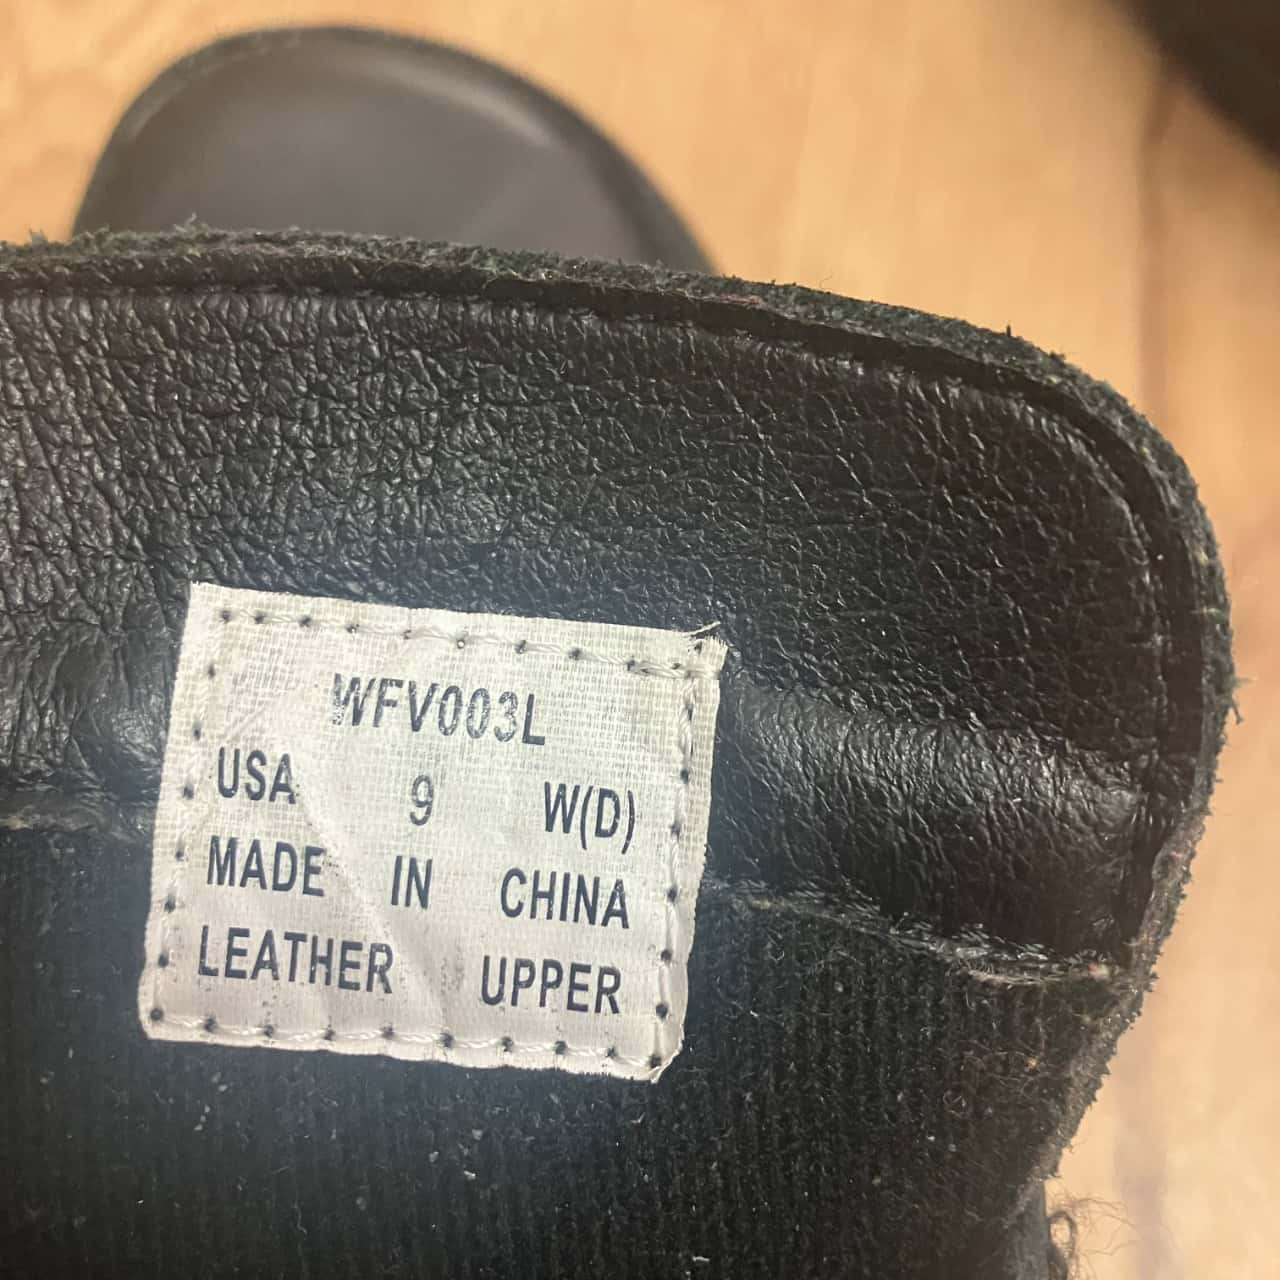 WFV003L
USA 9 W(D)
MADE IN CHINA
LEATHER UPPER